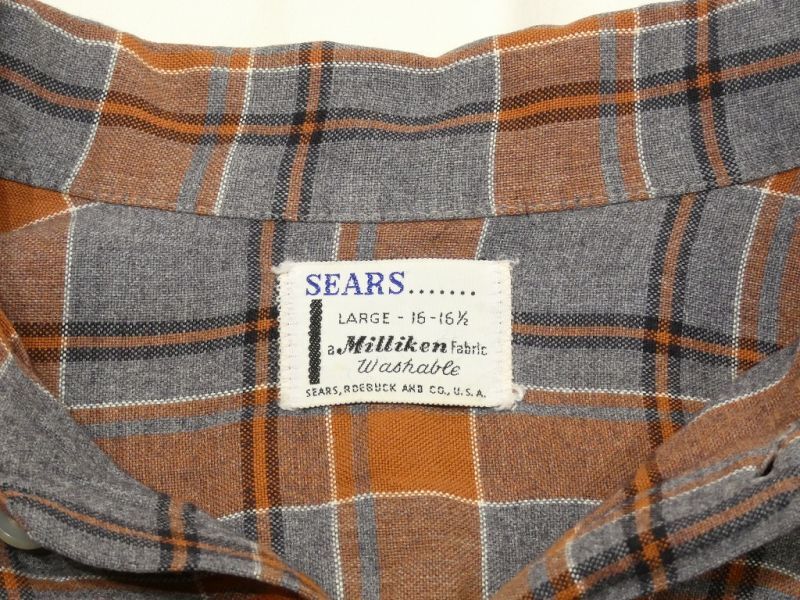 SEARS.......
LARGE - 16 - 16½
a Milliken Fabric
Washable
SEARS, ROEBUCK AND CO., U.S.A.